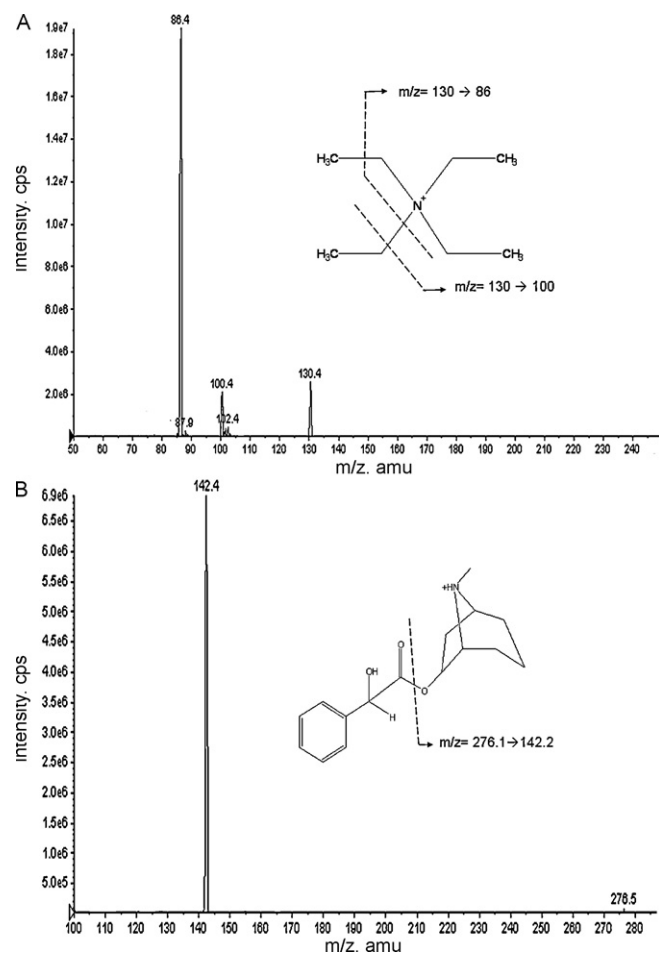 A
1.9e7
86.4
1.8e7
1.6e7
1.4e7
1.2e7
1.0e7
8.0e6
6.0e6
4.0e6
2.0e6
intensity. cps
m/z= 130 → 86
H₃C
CH₃
N⁺
H₃C
CH₃
m/z= 130 → 100
130.4
100.4
102.4
87.9
50 60 70 80 90 100 110 120 130 140 150 160 170 180 190 200 210 220 230 240
m/z. amu
B
6.9e6
142.4
6.5e6
6.0e6
5.5e6
5.0e6
4.5e6
4.0e6
3.5e6
3.0e6
2.5e6
2.0e6
1.5e6
1.0e6
5.0e5
intensity. cps
+HN
O
OH
O
H
m/z= 276.1→142.2
276.5
100 110 120 130 140 150 160 170 180 190 200 210 220 230 240 250 260 270 280
m/z. amu